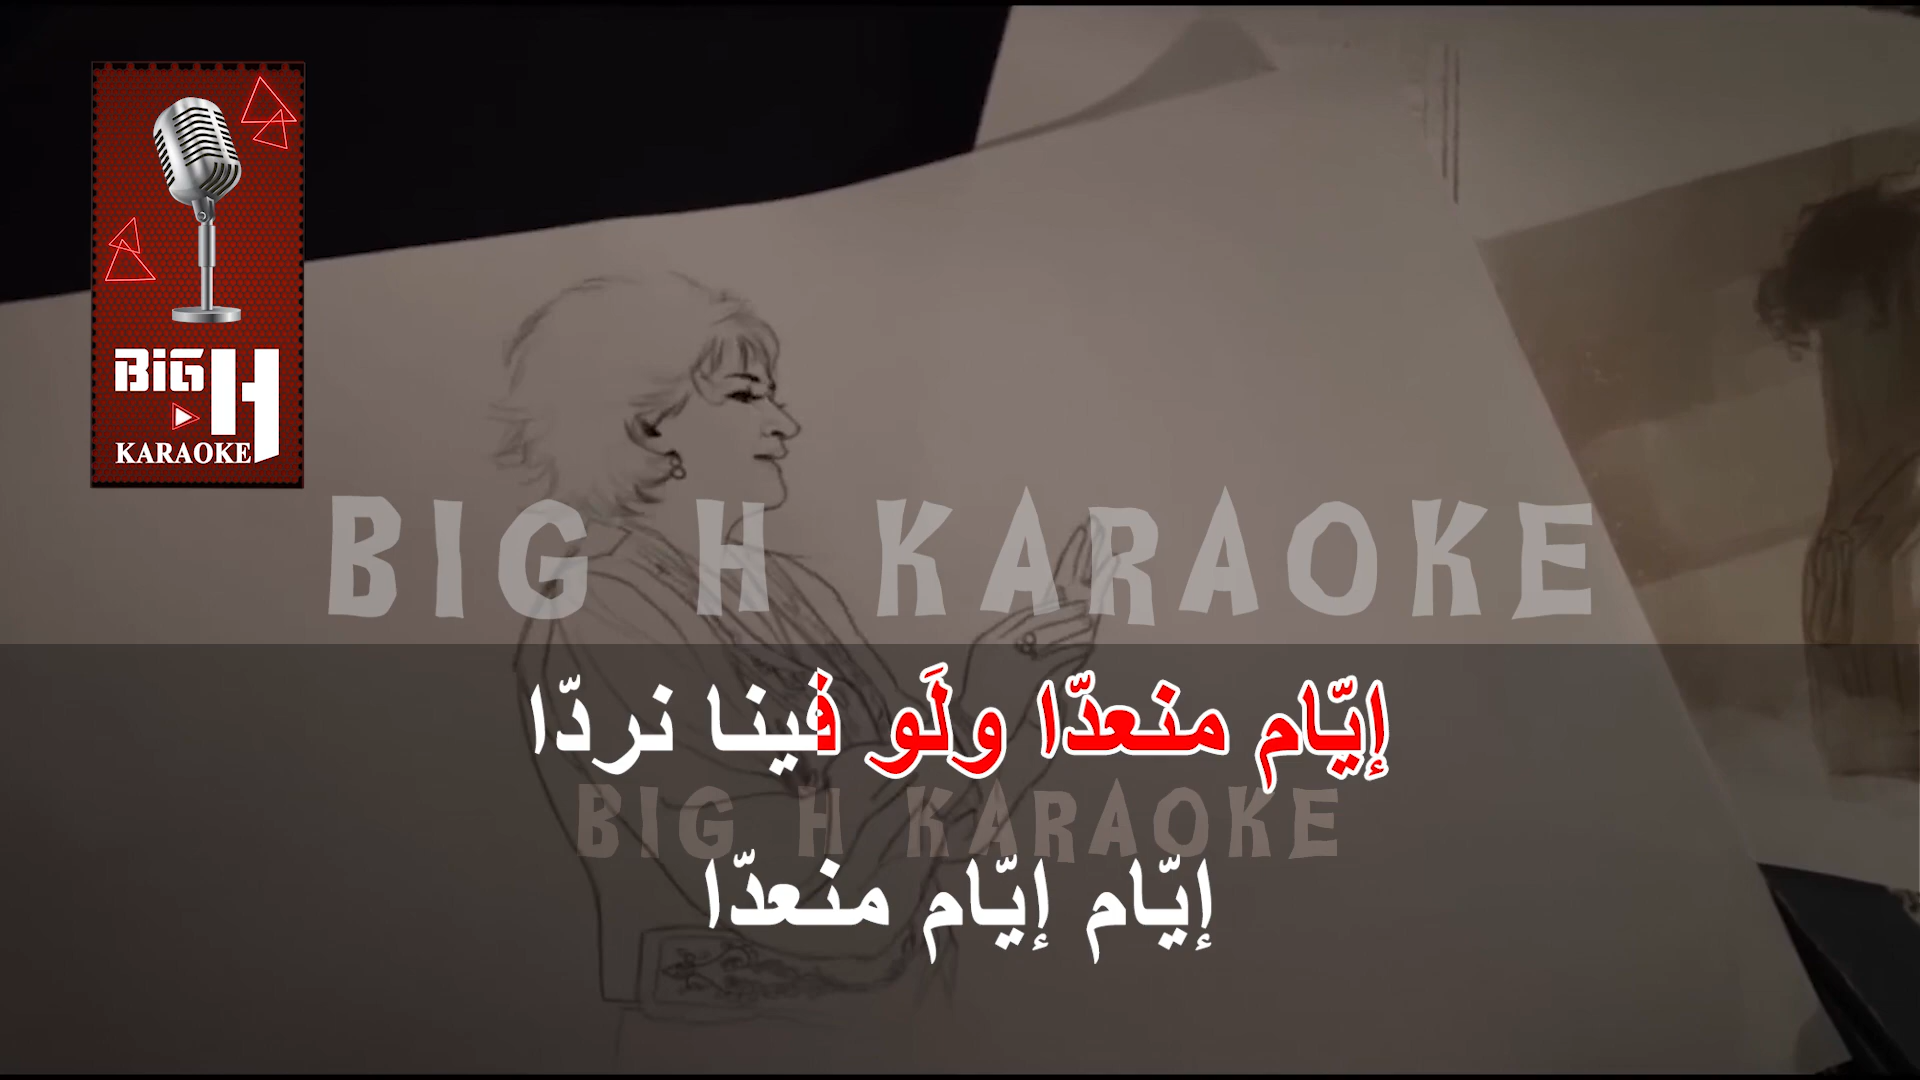 BiG H
KARAOKE
BIG H KARAOKE
إيّام منعدّا ولَو فينا نردّا
BIG H KARAOKE
إيّام إيّام منعدّا